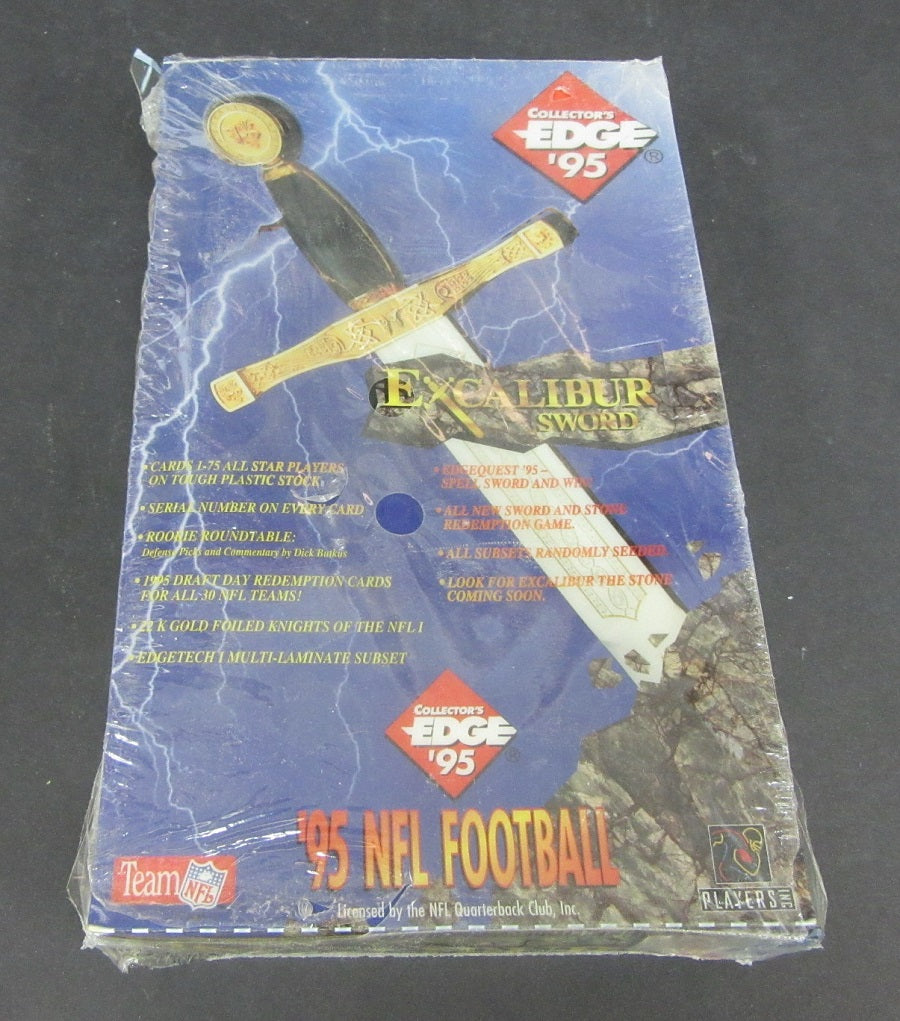 COLLECTOR'S
EDGE
'95
®
EXCALIBUR
SWORD
• CARDS 1-75 ALL STAR PLAYERS
ON TOUGH PLASTIC STOCK
• SERIAL NUMBER ON EVERY CARD
• ROOKIE ROUNDTABLE:
Defense Picks and Commentary by Dick Butkus
• 1995 DRAFT DAY REDEMPTION CARDS
FOR ALL 30 NFL TEAMS!
• 22 K GOLD FOILED KNIGHTS OF THE NFL I
• EDGETECH I MULTI-LAMINATE SUBSET
• EDGEQUEST '95 –
SPELL SWORD AND WIN!
• ALL NEW SWORD AND STONE
REDEMPTION GAME.
• ALL SUBSETS RANDOMLY SEEDED
• LOOK FOR EXCALIBUR THE STONE
COMING SOON.
COLLECTOR'S
EDGE
'95
®
'95 NFL FOOTBALL
Team NFL
Licensed by the NFL Quarterback Club, Inc.
PLAYERS INC